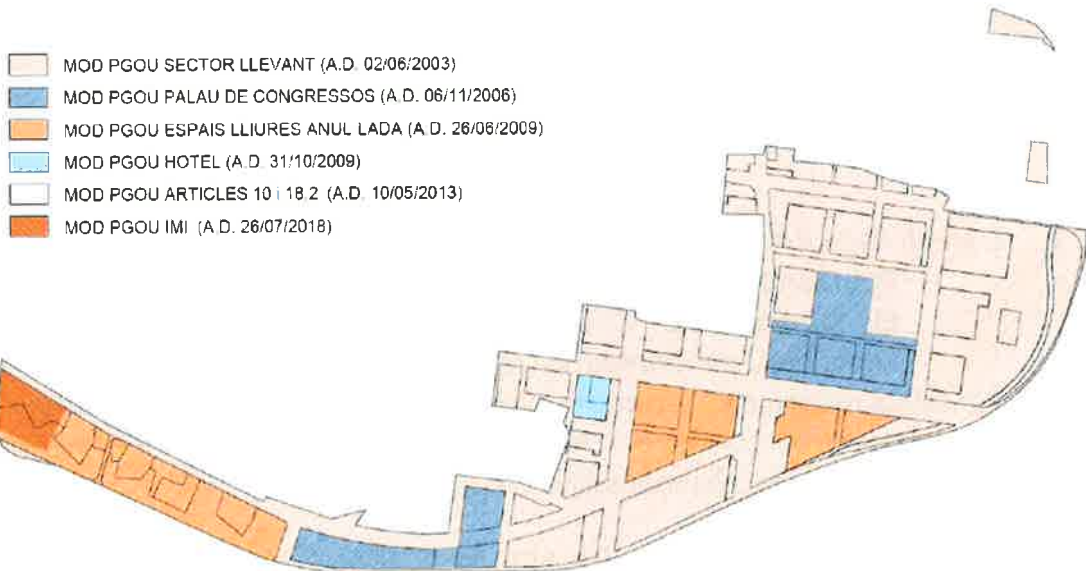 MOD PGOU SECTOR LLEVANT (A.D. 02/06/2003)
MOD PGOU PALAU DE CONGRESSOS (A.D. 06/11/2006)
MOD PGOU ESPAIS LLIURES ANUL LADA (A.D. 26/06/2009)
MOD PGOU HOTEL (A.D. 31/10/2009)
MOD PGOU ARTICLES 10 i 18.2 (A.D. 10/05/2013)
MOD PGOU IMI (A.D. 26/07/2018)